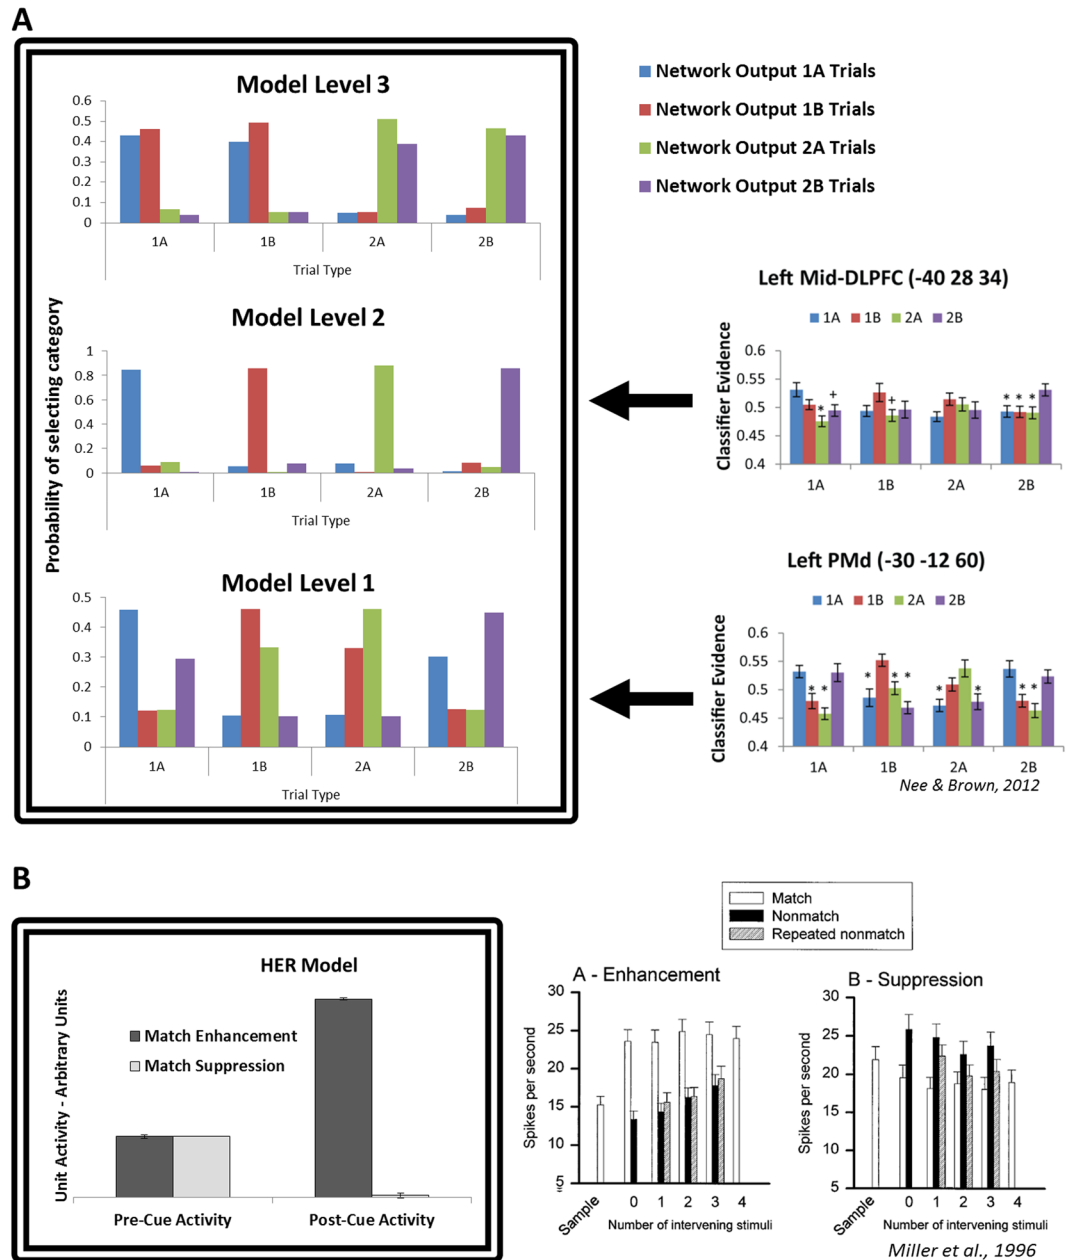 A
Model Level 3
0.6
0.5
0.4
0.3
0.2
0.1
0
1A 1B 2A 2B
Trial Type
Network Output 1A Trials
Network Output 1B Trials
Network Output 2A Trials
Network Output 2B Trials
Probability of selecting category
Model Level 2
1
0.8
0.6
0.4
0.2
0
1A 1B 2A 2B
Trial Type
Left Mid-DLPFC (-40 28 34)
1A 1B 2A 2B
Classifier Evidence
0.6
0.55
0.5
0.45
0.4
* + + * * *
1A 1B 2A 2B
Model Level 1
0.5
0.4
0.3
0.2
0.1
0
1A 1B 2A 2B
Trial Type
Left PMd (-30 -12 60)
1A 1B 2A 2B
Classifier Evidence
0.6
0.55
0.5
0.45
0.4
* * * * * * * * *
1A 1B 2A 2B
Nee & Brown, 2012
B
HER Model
Unit Activity - Arbitrary Units
Match Enhancement
Match Suppression
Pre-Cue Activity Post-Cue Activity
Match
Nonmatch
Repeated nonmatch
A - Enhancement
Spikes per second
30
25
20
15
10
5
Sample 0 1 2 3 4
Number of intervening stimuli
B - Suppression
Spikes per second
30
25
20
15
10
5
Sample 0 1 2 3 4
Number of intervening stimuli
Miller et al., 1996